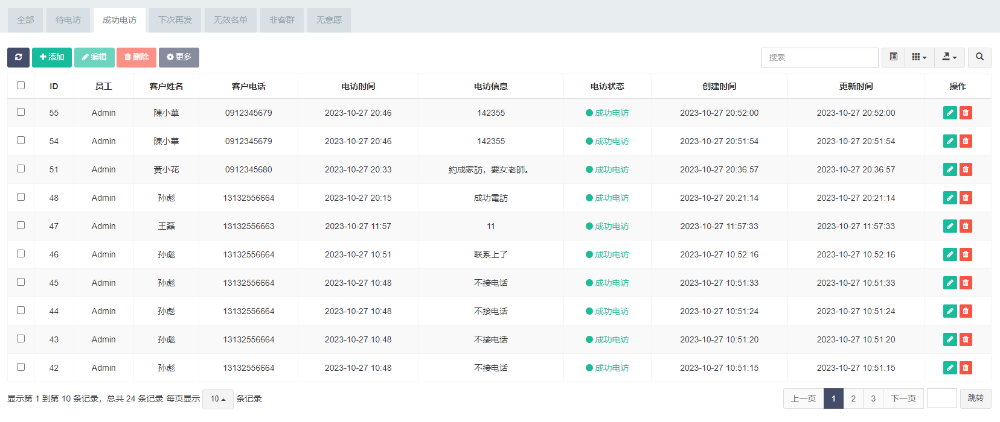 全部 待电访 成功电访 下次再发 无效名单 非客群 无意愿
添加 编辑 删除 更多 搜索
ID 员工 客户姓名 客户电话 电访时间 电访信息 电访状态 创建时间 更新时间 操作
55 Admin 陳小華 0912345679 2023-10-27 20:46 142355 成功电访 2023-10-27 20:52:00 2023-10-27 20:52:00
54 Admin 陳小華 0912345679 2023-10-27 20:46 142355 成功电访 2023-10-27 20:51:54 2023-10-27 20:51:54
51 Admin 黃小花 0912345680 2023-10-27 20:33 約成家訪，要女老師。 成功电访 2023-10-27 20:36:57 2023-10-27 20:36:57
48 Admin 孙彪 13132556664 2023-10-27 20:15 成功電訪 成功电访 2023-10-27 20:21:14 2023-10-27 20:21:14
47 Admin 王磊 13132556663 2023-10-27 11:57 11 成功电访 2023-10-27 11:57:33 2023-10-27 11:57:33
46 Admin 孙彪 13132556664 2023-10-27 10:51 联系上了 成功电访 2023-10-27 10:52:16 2023-10-27 10:52:16
45 Admin 孙彪 13132556664 2023-10-27 10:48 不接电话 成功电访 2023-10-27 10:51:33 2023-10-27 10:51:33
44 Admin 孙彪 13132556664 2023-10-27 10:48 不接电话 成功电访 2023-10-27 10:51:24 2023-10-27 10:51:24
43 Admin 孙彪 13132556664 2023-10-27 10:48 不接电话 成功电访 2023-10-27 10:51:20 2023-10-27 10:51:20
42 Admin 孙彪 13132556664 2023-10-27 10:48 不接电话 成功电访 2023-10-27 10:51:15 2023-10-27 10:51:15
显示第 1 到第 10 条记录，总共 24 条记录 每页显示 10 条记录 上一页 1 2 3 下一页 跳转